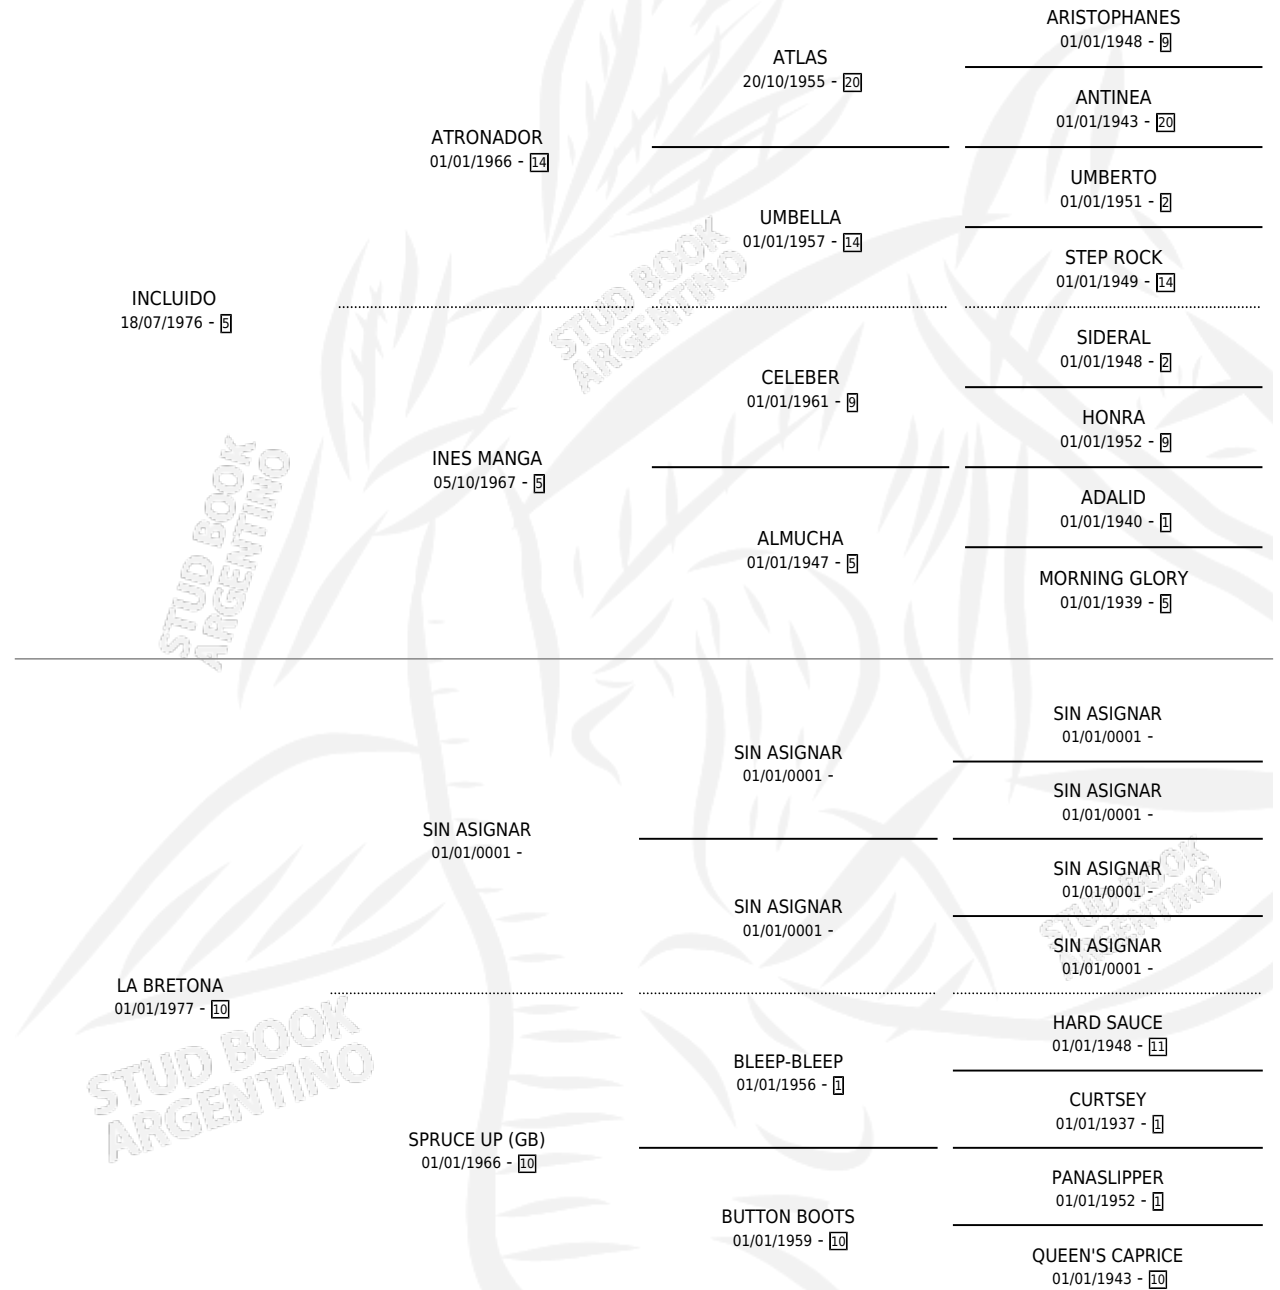 ARISTOPHANES
01/01/1948 - 9
ATLAS
20/10/1955 - 20
ANTINEA
01/01/1943 - 20
ATRONADOR
01/01/1966 - 14
UMBERTO
01/01/1951 - 2
UMBELLA
01/01/1957 - 14
STEP ROCK
01/01/1949 - 14
INCLUIDO
18/07/1976 - 5
SIDERAL
01/01/1948 - 2
CELEBER
01/01/1961 - 9
HONRA
01/01/1952 - 9
INES MANGA
05/10/1967 - 5
ADALID
01/01/1940 - 1
ALMUCHA
01/01/1947 - 5
MORNING GLORY
01/01/1939 - 5
STUD BOOK
ARGENTINO
STUD BOOK
ARGENTINO
SIN ASIGNAR
01/01/0001 -
SIN ASIGNAR
01/01/0001 -
SIN ASIGNAR
01/01/0001 -
SIN ASIGNAR
01/01/0001 -
SIN ASIGNAR
01/01/0001 -
SIN ASIGNAR
01/01/0001 -
SIN ASIGNAR
01/01/0001 -
LA BRETONA
01/01/1977 - 10
HARD SAUCE
01/01/1948 - 11
BLEEP-BLEEP
01/01/1956 - 1
CURTSEY
01/01/1937 - 1
SPRUCE UP (GB)
01/01/1966 - 10
PANASLIPPER
01/01/1952 - 1
BUTTON BOOTS
01/01/1959 - 10
QUEEN'S CAPRICE
01/01/1943 - 10
STUD BOOK
ARGENTINO
STUD BOOK
ARGENTINO